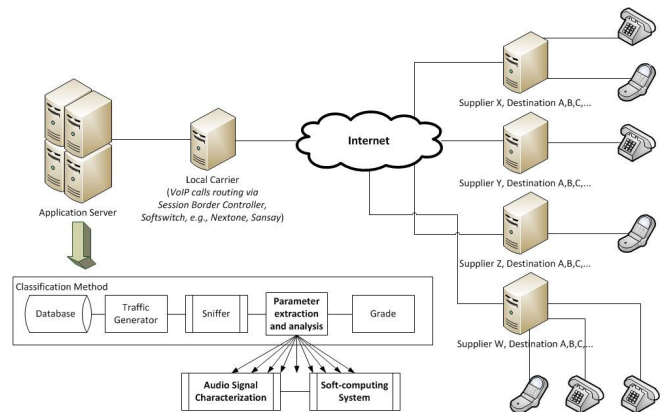 Supplier X, Destination A,B,C,...
Internet
Local Carrier
(VoIP calls routing via
Session Border Controller,
Softswitch, e.g., Nextone, Sansay)
Supplier Y, Destination A,B,C,...
Application Server
Supplier Z, Destination A,B,C,...
Classification Method
Database
Traffic
Generator
Sniffer
Parameter
extraction
and analysis
Grade
Supplier W, Destination A,B,C,...
Audio Signal
Characterization
Soft-computing
System